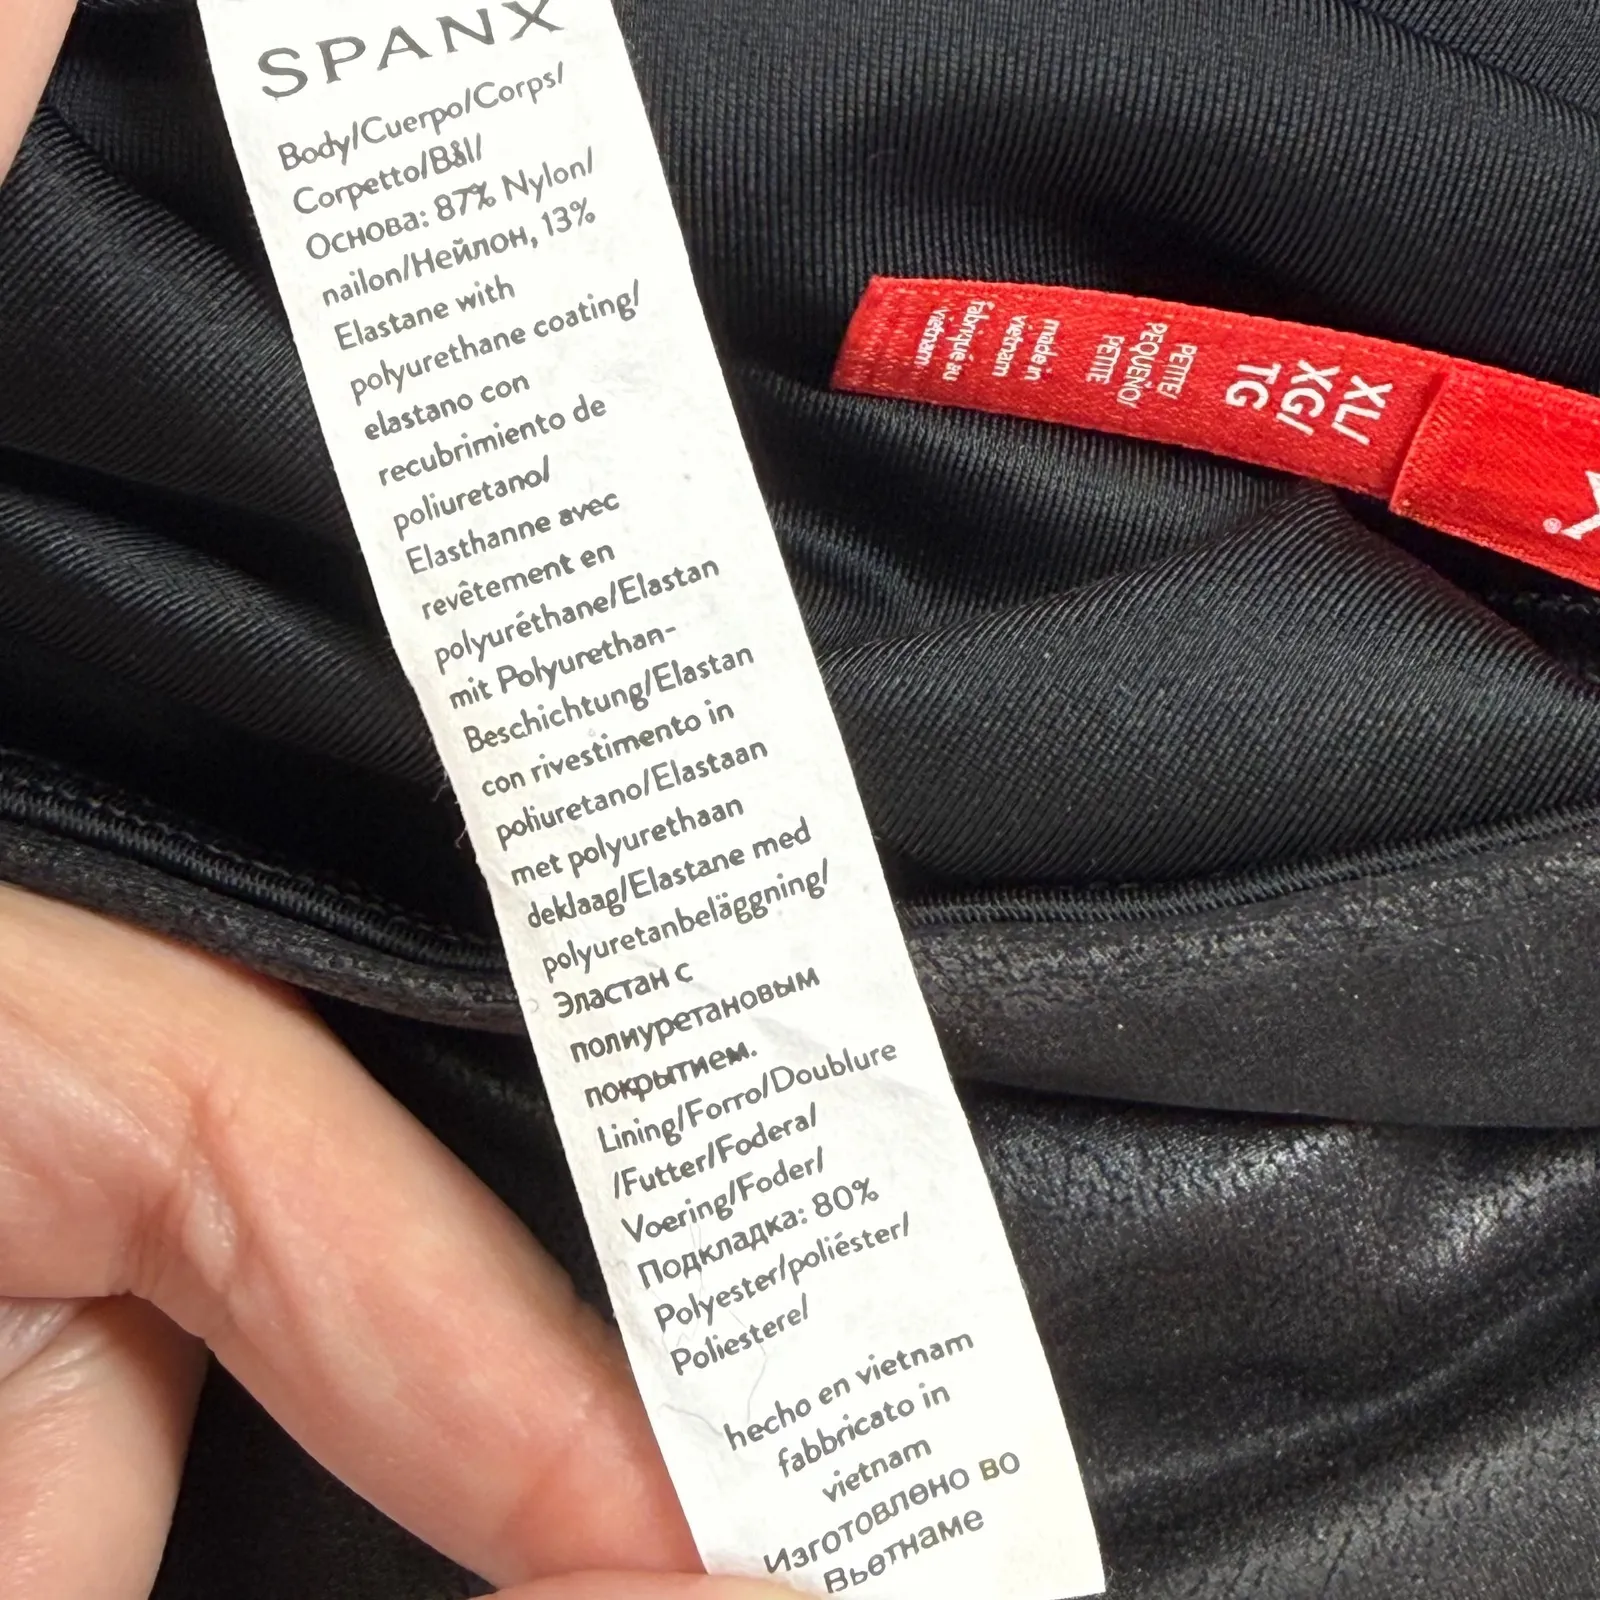 SPANX
Body/Cuerpo/Corps/
Corpetto/Bål/
Основа: 87% Nylon/
nailon/Нейлон, 13%
Elastane with
polyurethane coating/
elastano con
recubrimiento de
poliuretano/
Elasthanne avec
revêtement en
polyuréthane/Elastan
mit Polyurethan-
Beschichtung/Elastan
con rivestimento in
poliuretano/Elastaan
met polyurethaan
deklaag/Elastane med
polyuretanbeläggning/
Эластан с
полиуретановым
покрытием.
Lining/Forro/Doublure
/Futter/Fodera/
Voering/Foder/
Подкладка: 80%
Polyester/poliéster/
Poliestere/
hecho en vietnam
fabbricato in
vietnam
Изготовлено во
Вьетнаме
XL/
XG/
TG
PETITE/
PEQUEÑO/
PETITE
made in
vietnam
fabriqué au
vietnam
X®